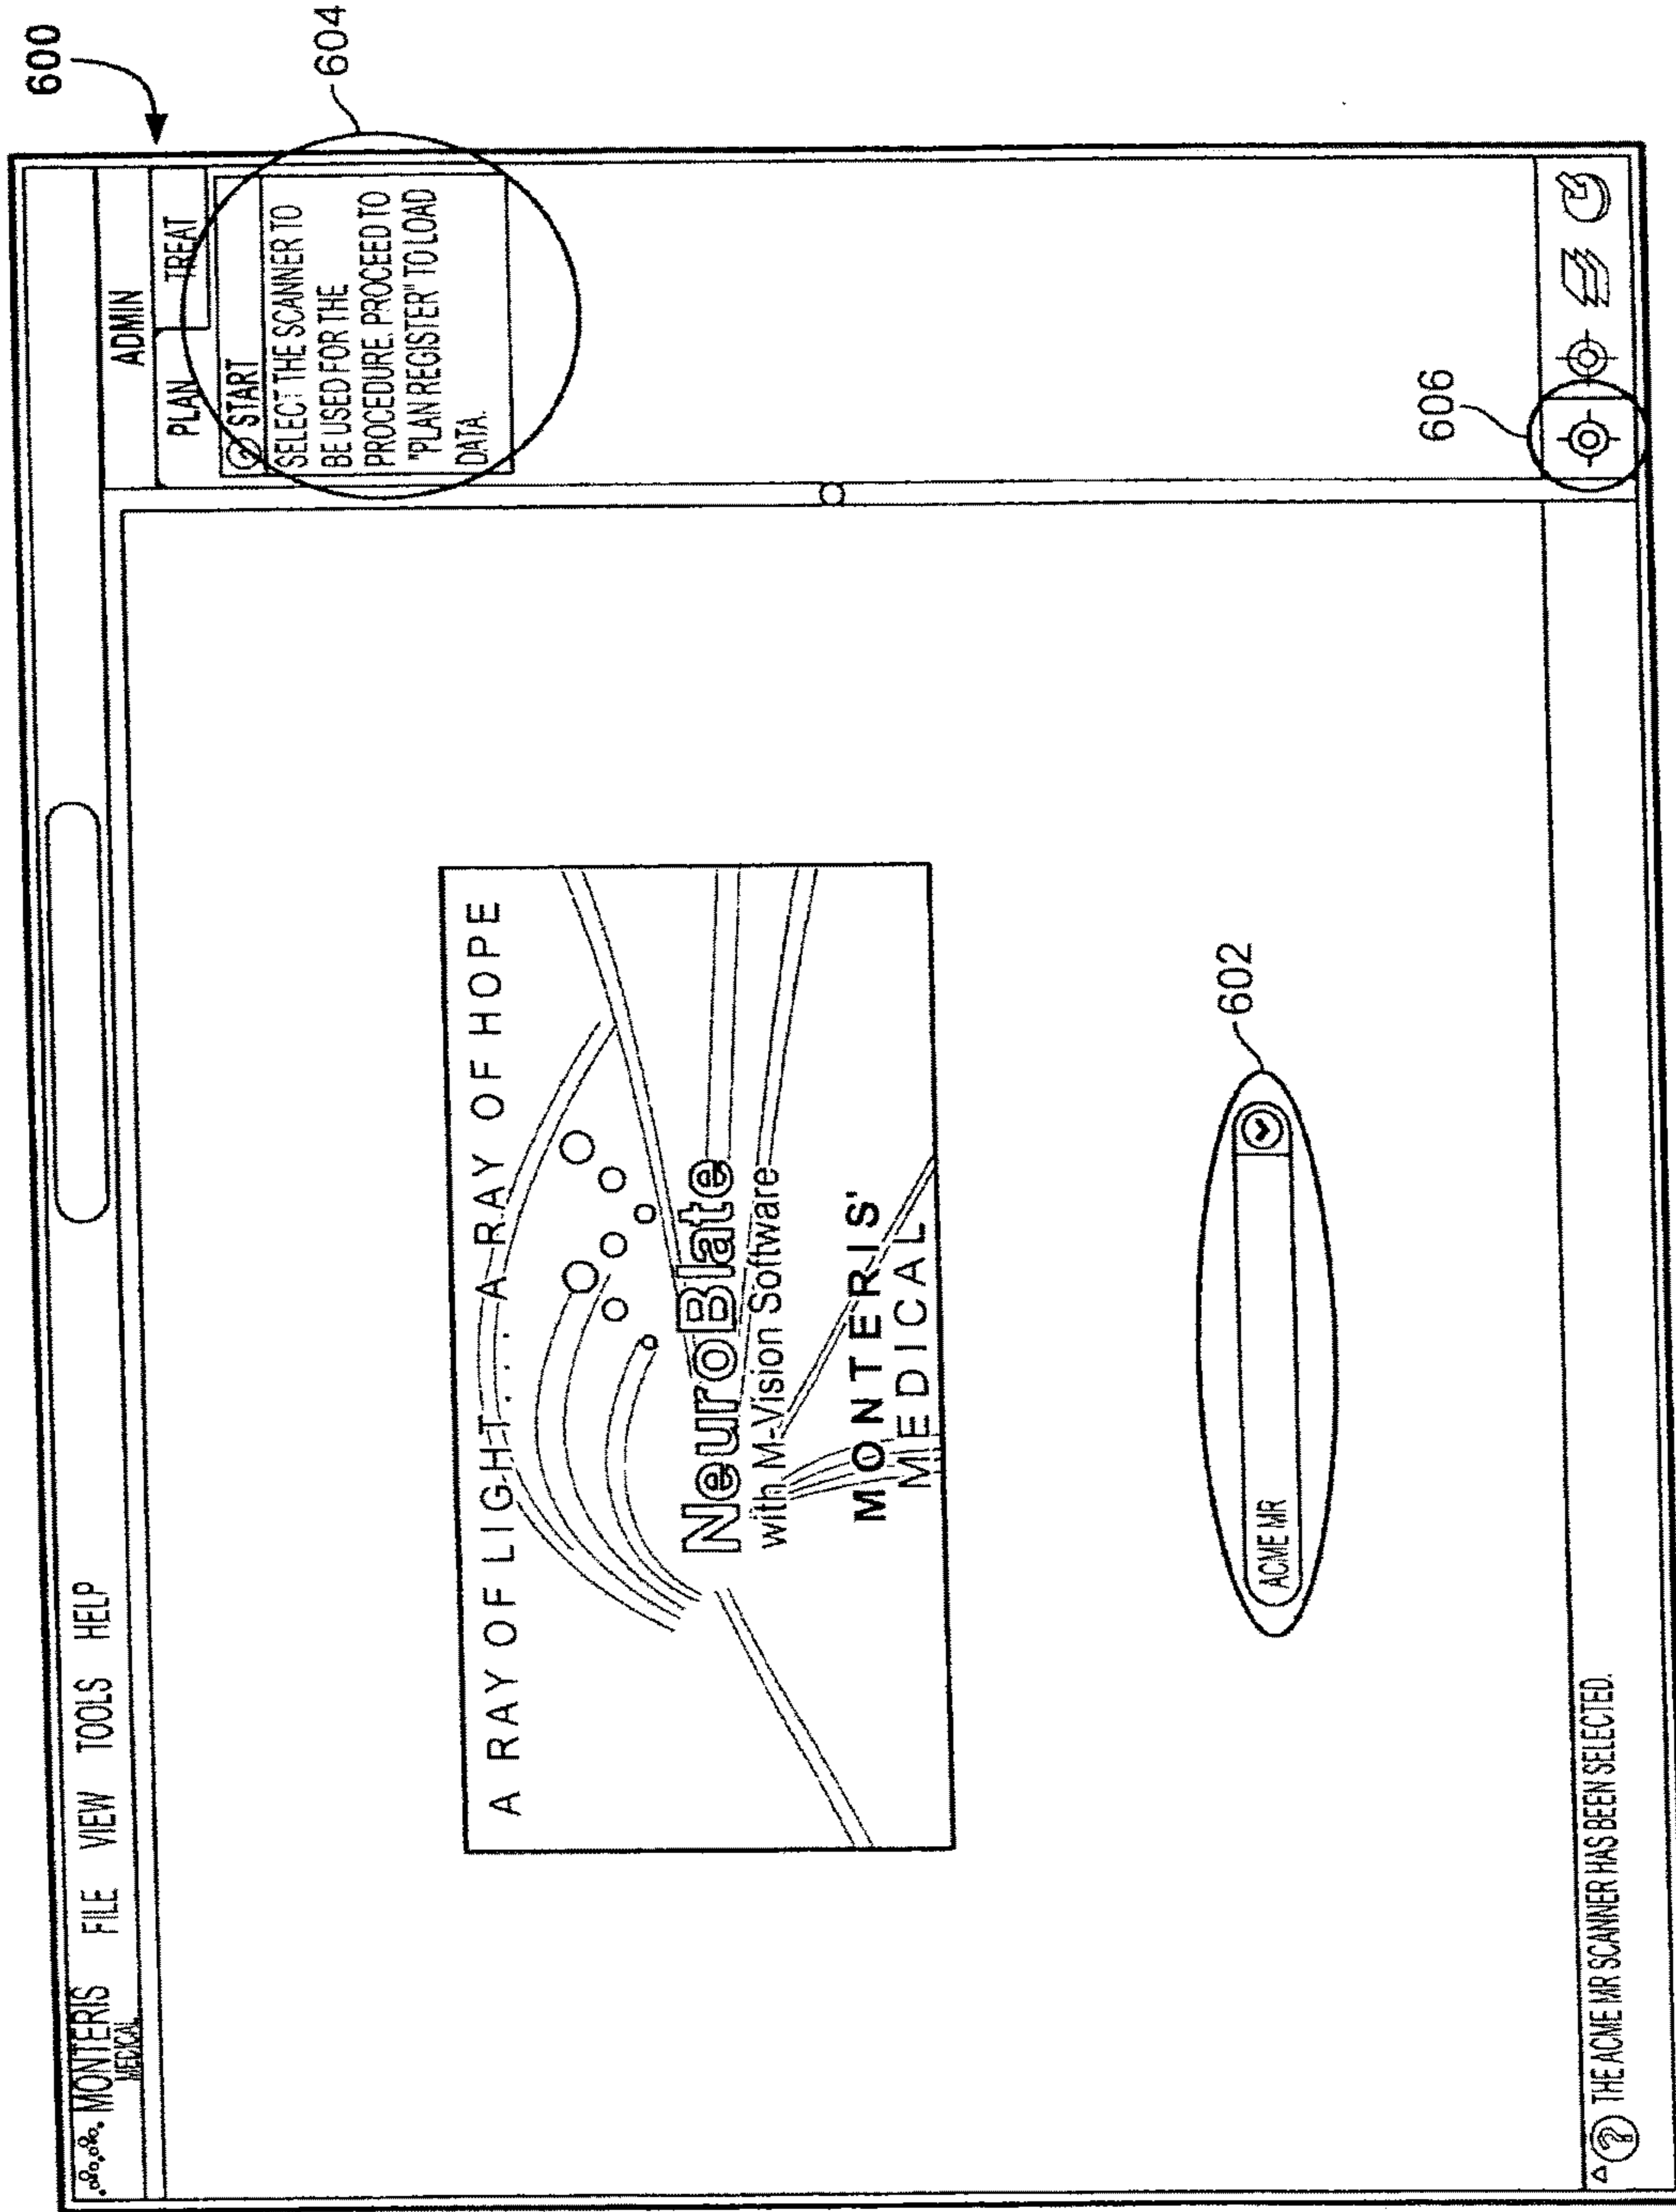 600
MONTERIS
MEDICAL
FILE VIEW TOOLS HELP
ADMIN
PLAN TREAT
START
SELECT THE SCANNER TO
BE USED FOR THE
PROCEDURE. PROCEED TO
"PLAN REGISTER" TO LOAD
DATA.
604
A RAY OF LIGHT... A RAY OF HOPE
NeuroBlate
with M-Vision Software
MONTERIS'
MEDICAL
602
ACME MR
606
? THE ACME MR SCANNER HAS BEEN SELECTED.